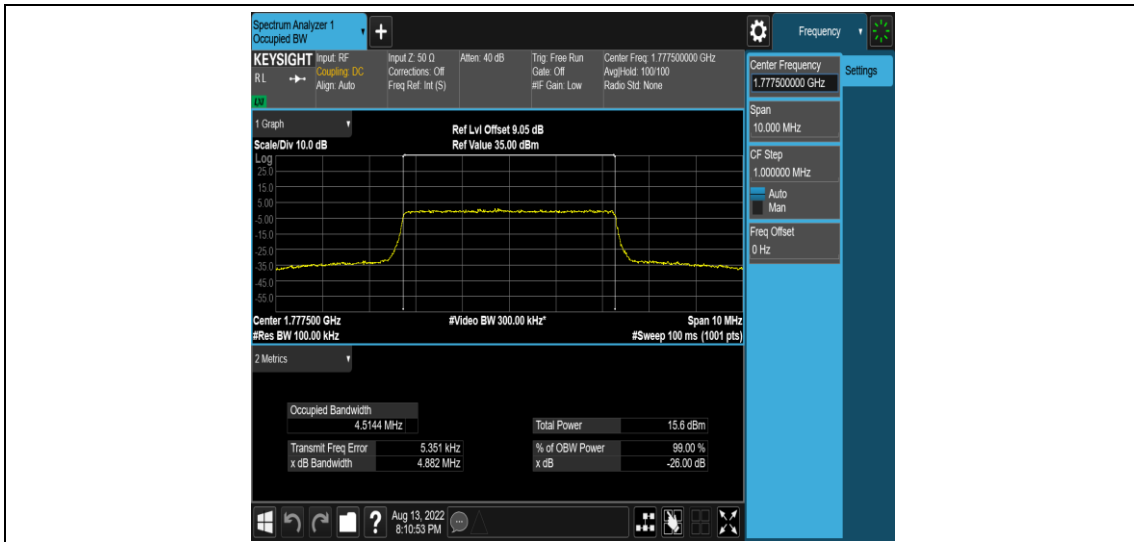 Spectrum Analyzer 1
Occupied BW
+
Frequency
KEYSIGHT
RL
LXI
Input: RF
Coupling: DC
Align: Auto
Input Z: 50 Ω
Corrections: Off
Freq Ref: Int (S)
Atten: 40 dB
Trig: Free Run
Gate: Off
#IF Gain: Low
Center Freq: 1.777500000 GHz
Avg|Hold: 100/100
Radio Std: None
Center Frequency
1.777500000 GHz
Settings
Span
10.000 MHz
CF Step
1.000000 MHz
Auto
Man
Freq Offset
0 Hz
1 Graph
Scale/Div 10.0 dB
Ref Lvl Offset 9.05 dB
Ref Value 35.00 dBm
Log
25.0
15.0
5.00
-5.00
-15.0
-25.0
-35.0
-45.0
-55.0
Center 1.777500 GHz
#Video BW 300.00 kHz*
Span 10 MHz
#Res BW 100.00 kHz
#Sweep 100 ms (1001 pts)
2 Metrics
Occupied Bandwidth
4.5144 MHz
Total Power 15.6 dBm
Transmit Freq Error 5.351 kHz
% of OBW Power 99.00 %
x dB Bandwidth 4.882 MHz
x dB -26.00 dB
?
Aug 13, 2022
8:10:53 PM